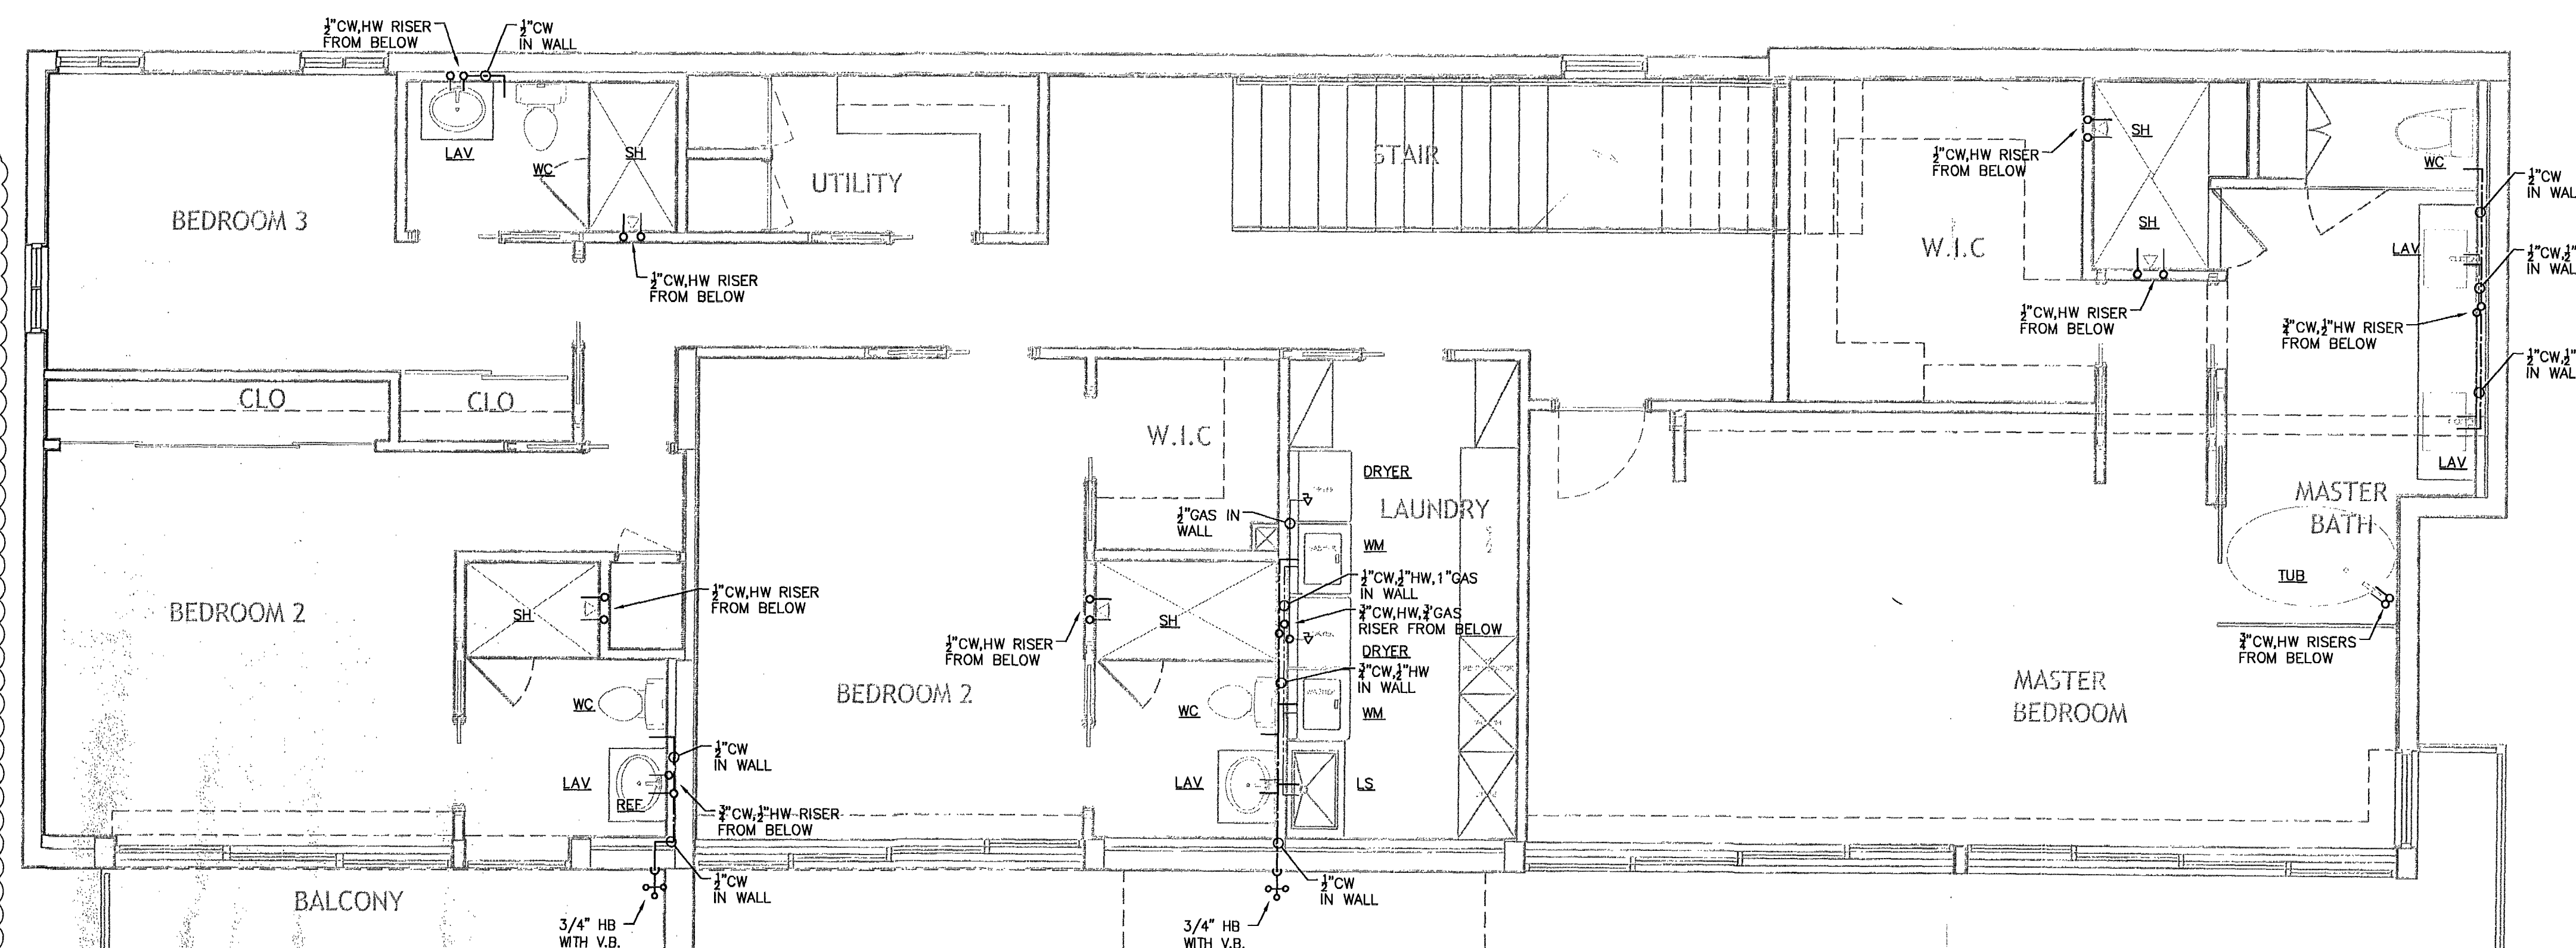 ½"CW,HW RISER
FROM BELOW
½"CW
IN WALL
LAV
WC
SH
UTILITY
BEDROOM 3
½"CW,HW RISER
FROM BELOW
STAIR
½"CW,HW RISER
FROM BELOW
SH
SH
W.I.C
WC
½"CW
IN WAL
LAV
½"CW,½"
IN WAL
½"CW,HW RISER
FROM BELOW
¾"CW,½"HW RISER
FROM BELOW
½"CW,½"
IN WAL
LAV
CLO
CLO
W.I.C
DRYER
LAUNDRY
½"GAS IN
WALL
WM
MASTER
BATH
TUB
½"CW,½"HW,1"GAS
IN WALL
¾"CW,HW,¾"GAS
RISER FROM BELOW
DRYER
¾"CW,½"HW
IN WALL
WM
BEDROOM 2
SH
½"CW,HW RISER
FROM BELOW
½"CW,HW RISER
FROM BELOW
SH
¾"CW,HW RISERS
FROM BELOW
BEDROOM 2
MASTER
BEDROOM
WC
WC
½"CW
IN WALL
LAV
REF
¾"CW,½"HW RISER
FROM BELOW
LAV
LS
½"CW
IN WALL
½"CW
IN WALL
BALCONY
3/4" HB
WITH V.B.
3/4" HB
WITH V.B.